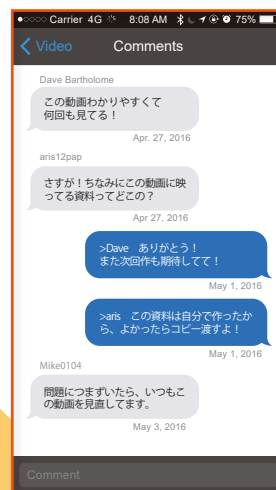 Carrier 4G 8:08 AM 75%
Video Comments
Dave Bartholome
この動画わかりやすくて
何回も見てる！
Apr. 27, 2016
aris12pap
さすが！ちなみにこの動画に映
ってる資料ってどこの？
Apr 27, 2016
>Dave　ありがとう！
また次回作も期待してて！
May 1, 2016
>aris　この資料は自分で作ったか
ら、よかったらコピー渡すよ！
May 1, 2016
Mike0104
問題につまずいたら、いつもこ
の動画を見直してます。
May 3, 2016
Comment